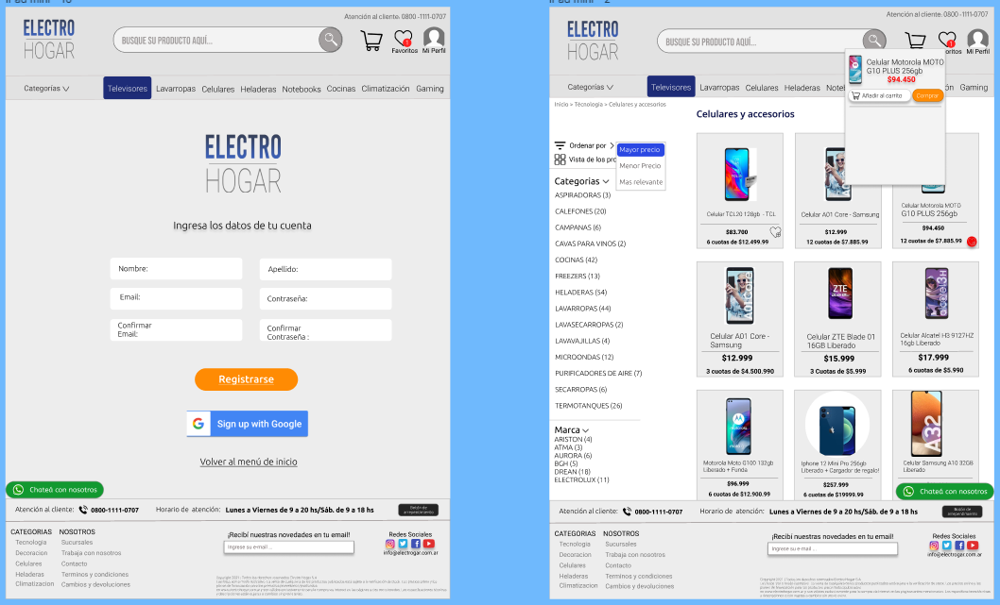 iPad mini - 16
Atención al cliente: 0800 -1111-0707
ELECTRO
HOGAR
BUSQUE SU PRODUCTO AQUÍ...
1
Favoritos
Mi Perfil
Categorías
Televisores
Lavarropas
Celulares
Heladeras
Notebooks
Cocinas
Climatización
Gaming
ELECTRO
HOGAR
Ingresa los datos de tu cuenta
Nombre:
Apellido:
Email:
Contraseña:
Confirmar
Email:
Confirmar
Contraseña :
Registrarse
G Sign up with Google
Volver al menú de inicio
Chateá con nosotros
Atención al cliente: 0800-1111-0707
Horario de atención: Lunes a Viernes de 9 a 20 hs/Sáb. de 9 a 18 hs
Botón de
arrepentimiento
CATEGORIAS
Tecnologia
Decoracion
Celulares
Heladeras
Climatizacion
NOSOTROS
Sucursales
Trabaja con nosotros
Contacto
Terminos y condiciones
Cambios y devoluciones
¡Recibí nuestras novedades en tu email!
Ingrese su e-mail ...
Redes Sociales
info@electrogar.com.ar
iPad mini - 2
Atención al cliente: 0800 -1111-0707
ELECTRO
HOGAR
BUSQUE SU PRODUCTO AQUÍ...
oritos
Mi Perfil
Celular Motorola MOTO
G10 PLUS 256gb
$94.450
Añadir al carrito
Comprar
Categorías
Televisores
Lavarropas
Celulares
Heladeras
Note
ón
Gaming
Inicio > Tecnologia > Celulares y accesorios
Celulares y accesorios
Ordenar por >
Mayor precio
Menor Precio
Mas relevante
Vista de los pro
Categorias
ASPIRADORAS (3)
CALEFONES (20)
CAMPANAS (6)
CAVAS PARA VINOS (2)
COCINAS (42)
FREEZERS (13)
HELADERAS (54)
LAVARROPAS (44)
LAVASECARROPAS (2)
LAVAVAJILLAS (4)
MICROONDAS (12)
PURIFICADORES DE AIRE (7)
SECARROPAS (6)
TERMOTANQUES (26)
Marca
ARISTON (4)
ATMA (3)
AURORA (6)
BGH (5)
DREAN (18)
ELECTROLUX (11)
Celular TCL20 128gb - TCL
$83.700
6 cuotas de $12.499.99
Celular A01 Core - Samsung
$12.999
12 cuotas de $7.885.99
Celular Motorola MOTO
G10 PLUS 256gb
$94.450
12 cuotas de $7.885.99
Celular A01 Core -
Samsung
$12.999
3 cuotas de $4.500.990
ZTE
Celular ZTE Blade 01
16GB Liberado
$15.999
3 Cuotas de $5.999
Celular Alcatel H3 9127HZ
16gb Liberado
$17.999
6 cuotas de $5.990
Motorola Moto G100 132gb
Liberado + Funda
$96.999
6 cuotas de $12.900.99
Iphone 12 Mini Pro 256gb
Liberado + Cargador de regalo!
$257.999
6 cuotas de $19999.99
A32
Celular Samsung A10 32GB
Liberado
Chateá con nosotros
Atención al cliente: 0800-1111-0707
Horario de atención: Lunes a Viernes de 9 a 20 hs/Sáb. de 9 a 18 hs
Botón de
arrepentimiento
CATEGORIAS
Tecnologia
Decoracion
Celulares
Heladeras
Climatizacion
NOSOTROS
Sucursales
Trabaja con nosotros
Contacto
Terminos y condiciones
Cambios y devoluciones
¡Recibí nuestras novedades en tu email!
Ingrese su e-mail ...
Redes Sociales
info@electrogar.com.ar